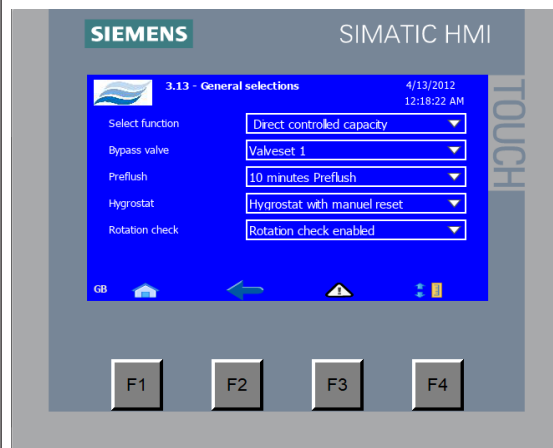 SIEMENS
SIMATIC HMI
TOUCH
3.13 - General selections
4/13/2012
12:18:22 AM
Select function
Direct controlled capacity
Bypass valve
Valveset 1
Preflush
10 minutes Preflush
Hygrostat
Hygrostat with manuel reset
Rotation check
Rotation check enabled
GB
F1
F2
F3
F4